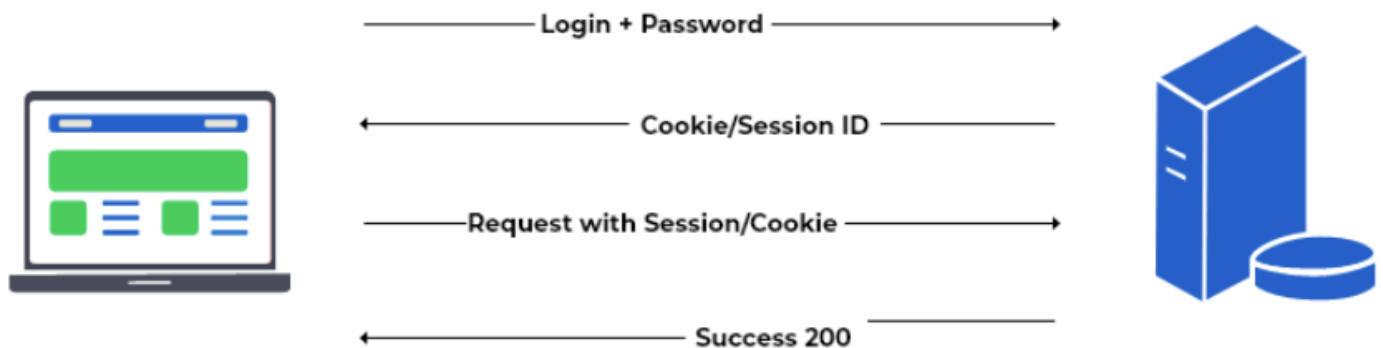 Login + Password
Cookie/Session ID
Request with Session/Cookie
Success 200